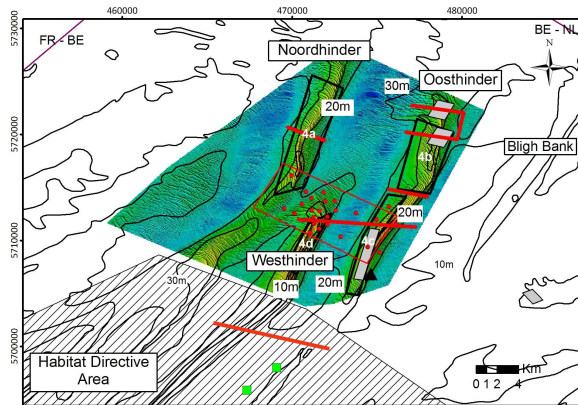 460000 470000 480000
5730000
FR - BE
BE - NL
N
Noordhinder
Oosthinder
30m
20m
4a
5720000
4b
Bligh Bank
20m
5710000
4d
4c
Westhinder
10m
30m
10m
20m
5700000
Habitat Directive
Area
Km
0 1 2 4